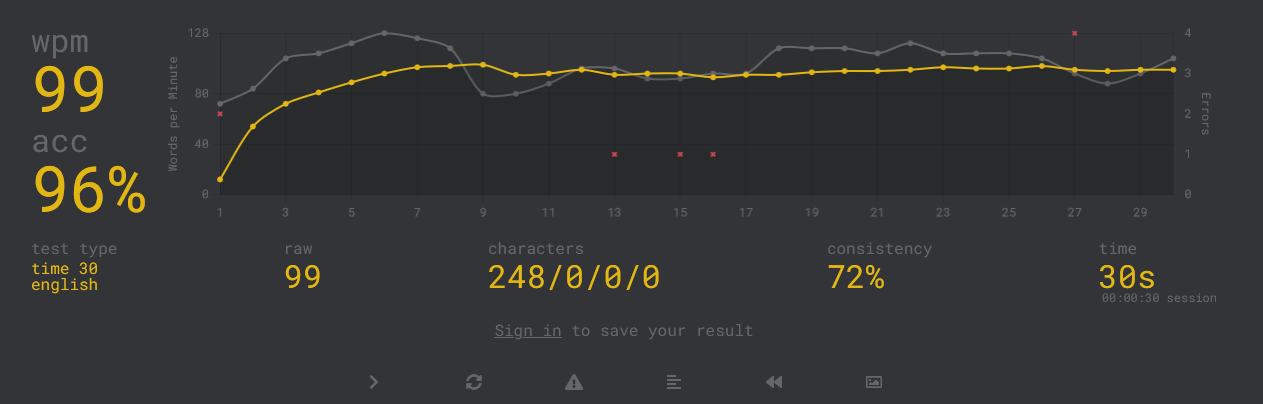 wpm
99
acc
96%
Words per Minute
128
80
40
0
Errors
4
3
2
1
0
1 3 5 7 9 11 13 15 17 19 21 23 25 27 29
test type
time 30
english
raw
99
characters
248/0/0/0
consistency
72%
time
30s
00:00:30 session
Sign in to save your result